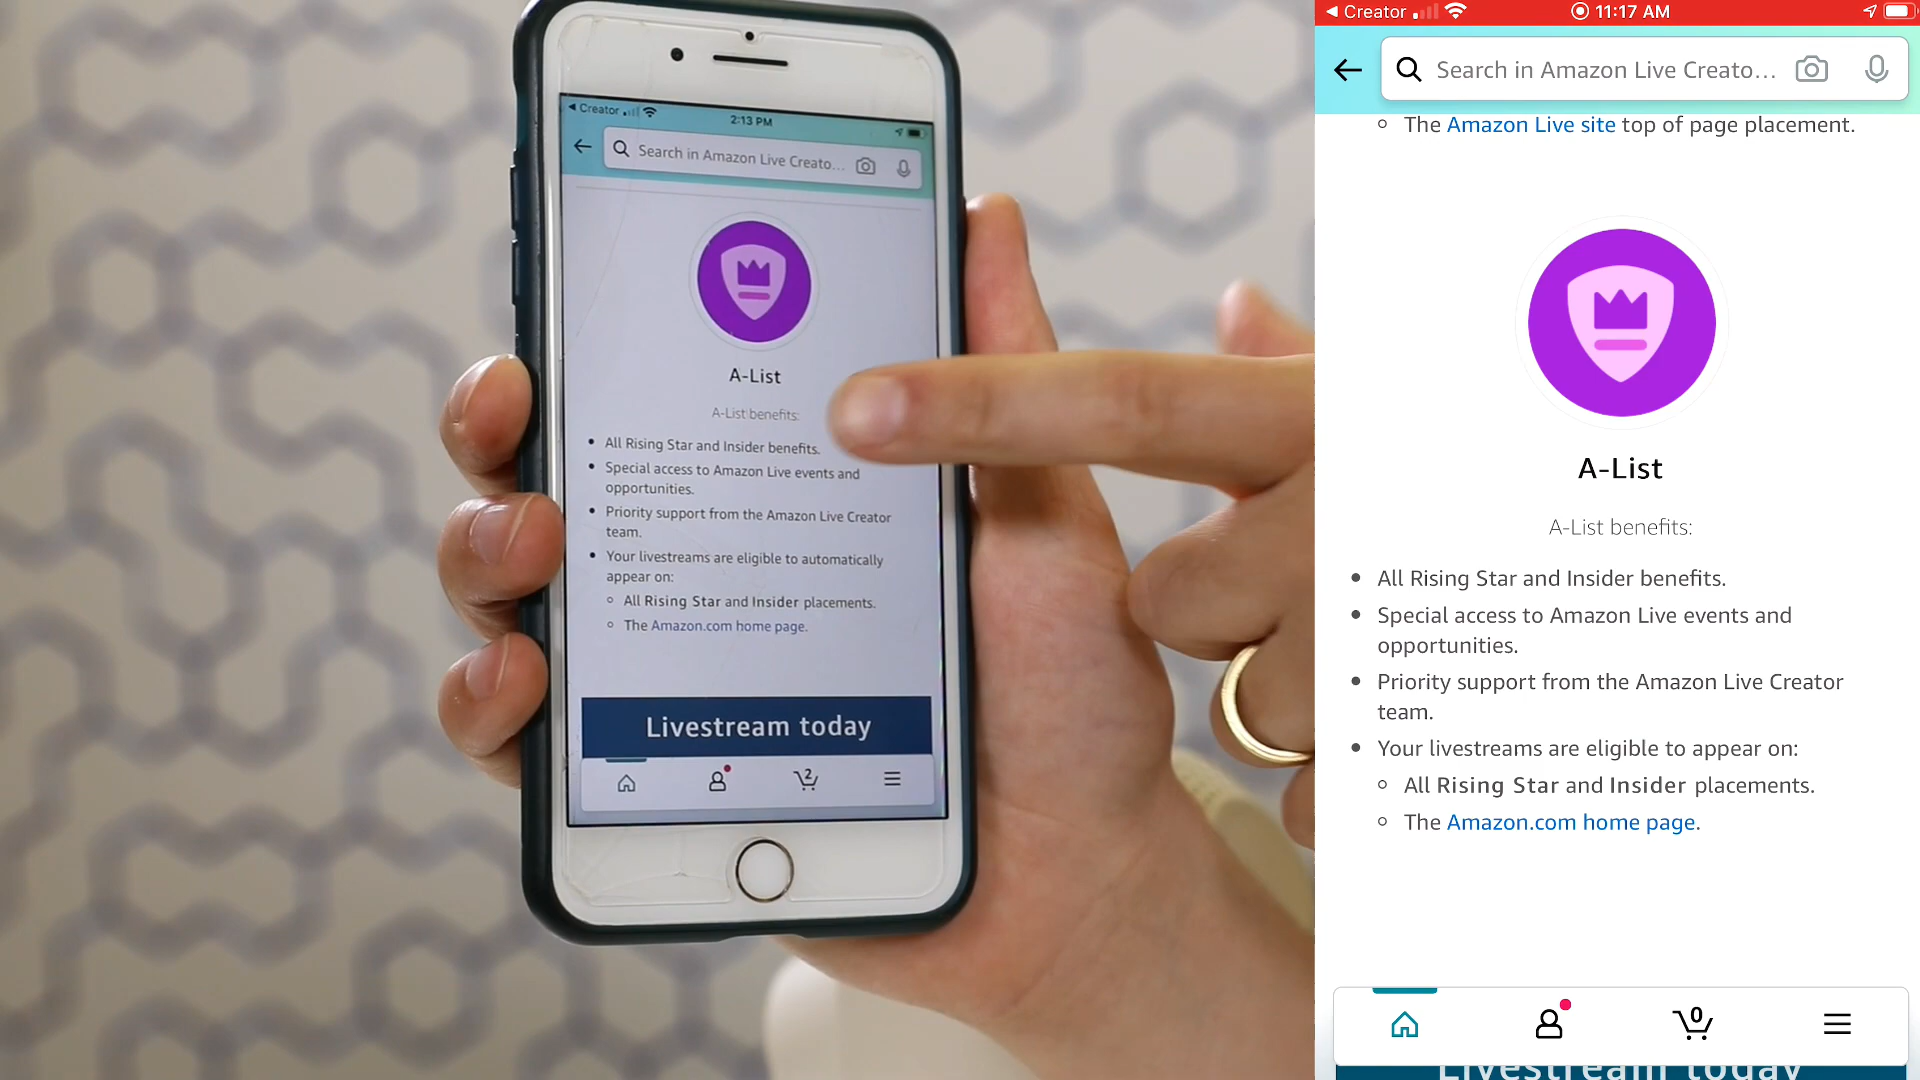 Creator
2:13 PM
Search in Amazon Live Creato...
A-List
A-List benefits:
All Rising Star and Insider benefits.
Special access to Amazon Live events and
opportunities.
Priority support from the Amazon Live Creator
team.
Your livestreams are eligible to automatically
appear on:
All Rising Star and Insider placements.
The Amazon.com home page.
Livestream today
2
Creator
11:17 AM
Search in Amazon Live Creato...
The Amazon Live site top of page placement.
A-List
A-List benefits:
All Rising Star and Insider benefits.
Special access to Amazon Live events and
opportunities.
Priority support from the Amazon Live Creator
team.
Your livestreams are eligible to appear on:
All Rising Star and Insider placements.
The Amazon.com home page.
0
Livestream today